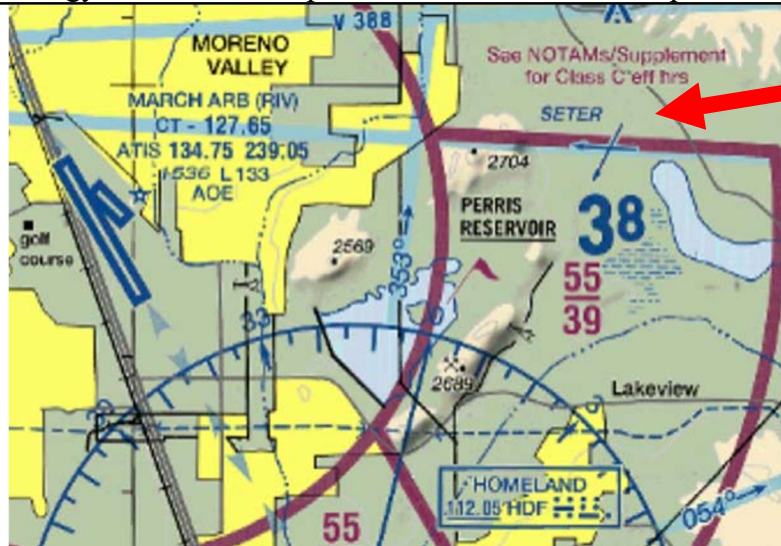 V 388
MORENO
VALLEY
See NOTAMs/Supplement
for Class C eff hrs
MARCH ARB (RIV)
CT - 127.65
ATIS 134.75 239.05
1536 L 133
AOE
SETER
2704
PERRIS
RESERVOIR
38
golf
course
2569
353°
55
39
33
2689
Lakeview
3
HOMELAND
112.05 HDF
054°
55